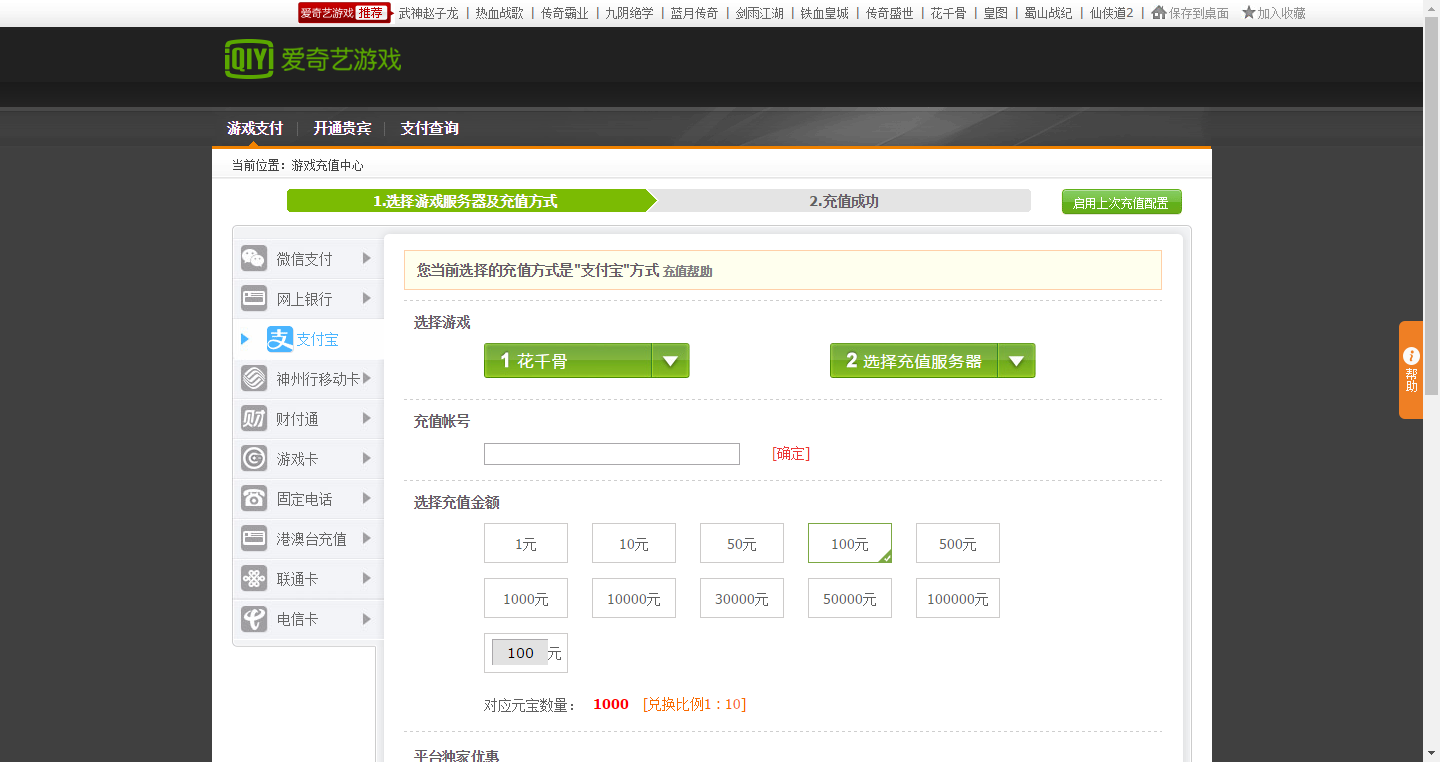 爱奇艺游戏 推荐 武神赵子龙 | 热血战歌 | 传奇霸业 | 九阴绝学 | 蓝月传奇 | 剑雨江湖 | 铁血皇城 | 传奇盛世 | 花千骨 | 皇图 | 蜀山战纪 | 仙侠道2 | 保存到桌面 加入收藏
iQIYI 爱奇艺游戏
游戏支付 开通贵宾 支付查询
当前位置：游戏充值中心
1.选择游戏服务器及充值方式 2.充值成功 启用上次充值配置
微信支付
网上银行
支付宝
神州行移动卡
财付通
游戏卡
固定电话
港澳台充值
联通卡
电信卡
您当前选择的充值方式是"支付宝"方式 充值帮助
选择游戏
1 花千骨 2 选择充值服务器
充值帐号
[确定]
选择充值金额
1元 10元 50元 100元 500元
1000元 10000元 30000元 50000元 100000元
100 元
对应元宝数量： 1000 [兑换比例1：10]
平台独家优惠
帮助